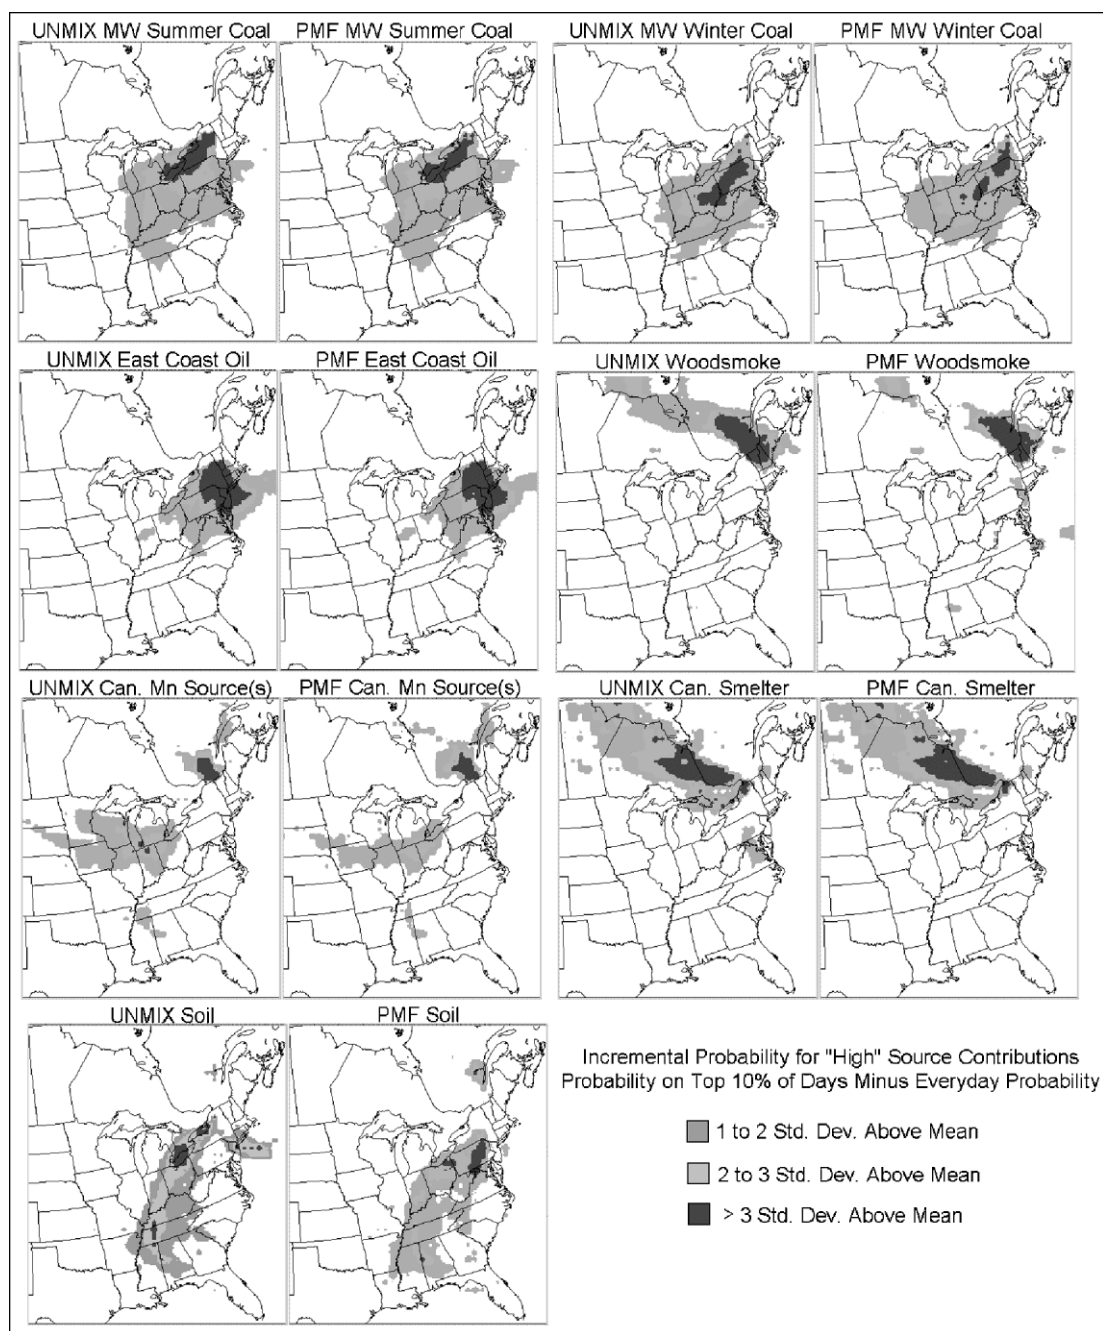 UNMIX MW Summer Coal
PMF MW Summer Coal
UNMIX MW Winter Coal
PMF MW Winter Coal
UNMIX East Coast Oil
PMF East Coast Oil
UNMIX Woodsmoke
PMF Woodsmoke
UNMIX Can. Mn Source(s)
PMF Can. Mn Source(s)
UNMIX Can. Smelter
PMF Can. Smelter
UNMIX Soil
PMF Soil
Incremental Probability for "High" Source Contributions
Probability on Top 10% of Days Minus Everyday Probability
1 to 2 Std. Dev. Above Mean
2 to 3 Std. Dev. Above Mean
> 3 Std. Dev. Above Mean